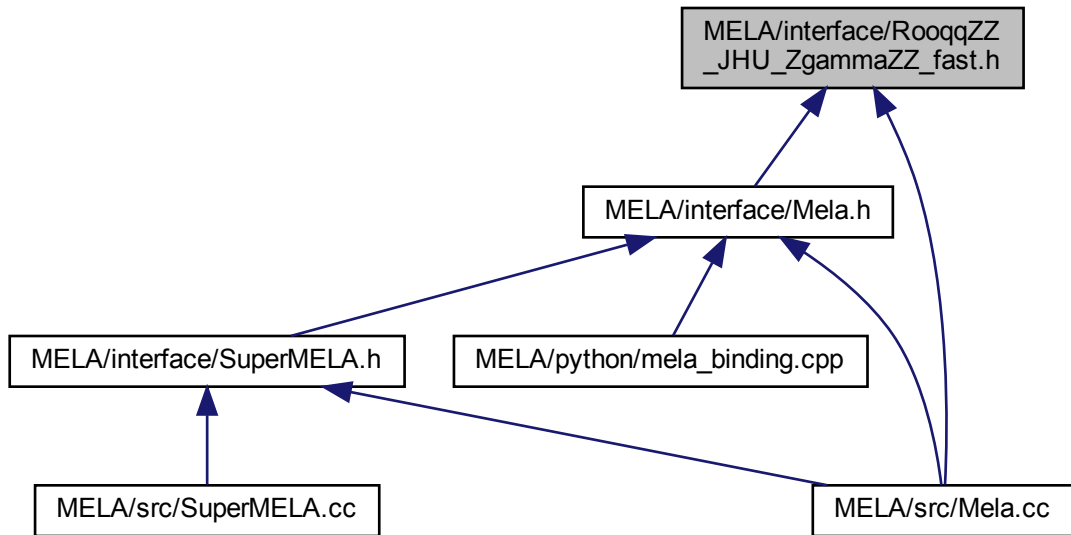 MELA/interface/RooqqZZ
_JHU_ZgammaZZ_fast.h
MELA/interface/Mela.h
MELA/interface/SuperMELA.h
MELA/python/mela_binding.cpp
MELA/src/SuperMELA.cc
MELA/src/Mela.cc